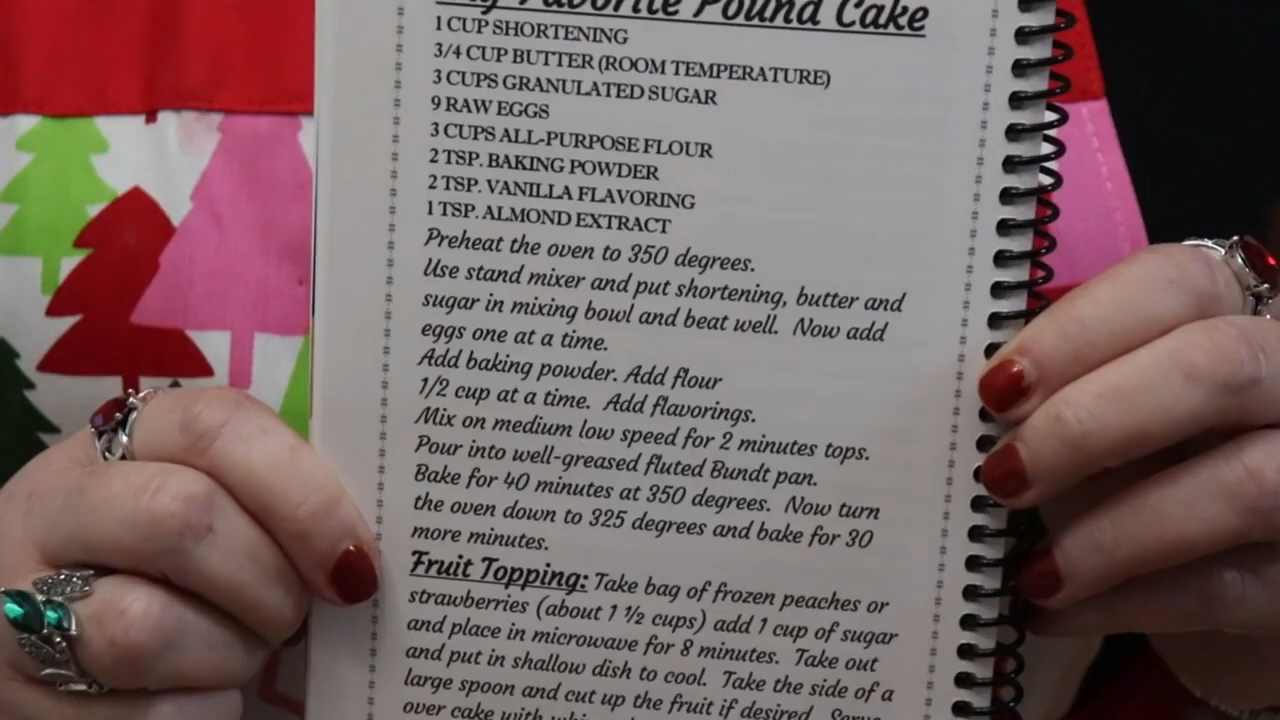 Favorite Pound Cake
1 CUP SHORTENING
3/4 CUP BUTTER (ROOM TEMPERATURE)
3 CUPS GRANULATED SUGAR
9 RAW EGGS
3 CUPS ALL-PURPOSE FLOUR
2 TSP. BAKING POWDER
2 TSP. VANILLA FLAVORING
1 TSP. ALMOND EXTRACT
Preheat the oven to 350 degrees.
Use stand mixer and put shortening, butter and
sugar in mixing bowl and beat well. Now add
eggs one at a time.
Add baking powder. Add flour
1/2 cup at a time. Add flavorings.
Mix on medium low speed for 2 minutes tops.
Pour into well-greased fluted Bundt pan.
Bake for 40 minutes at 350 degrees. Now turn
the oven down to 325 degrees and bake for 30
more minutes.
Fruit Topping: Take bag of frozen peaches or
strawberries (about 1 ½ cups) add 1 cup of sugar
and place in microwave for 8 minutes. Take out
and put in shallow dish to cool. Take the side of a
large spoon and cut up the fruit if desired. Serve
over cake with